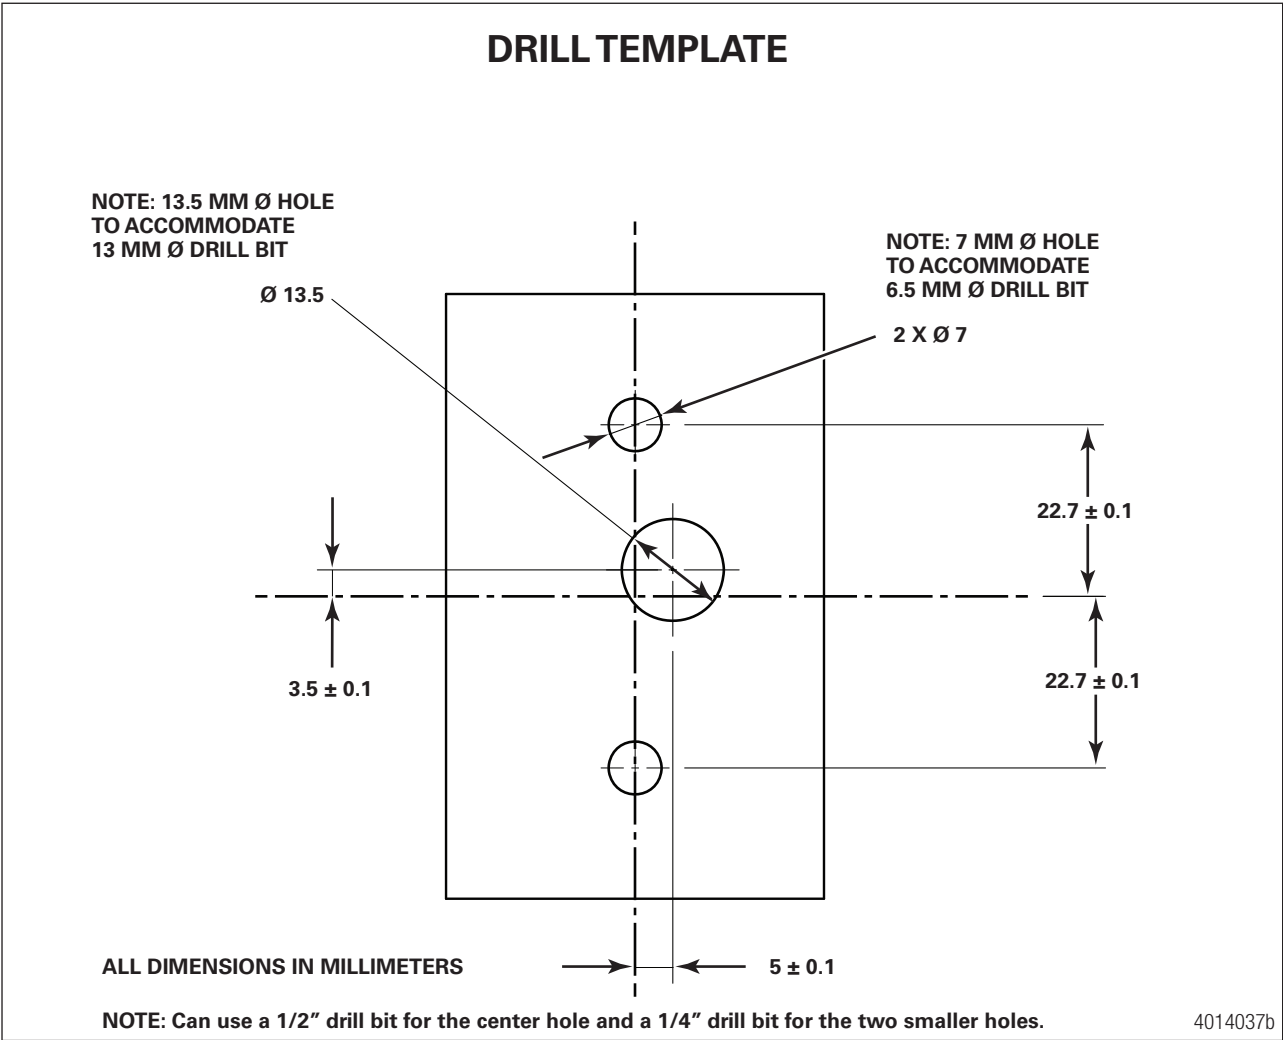 DRILL TEMPLATE
NOTE: 13.5 MM Ø HOLE
TO ACCOMMODATE
13 MM Ø DRILL BIT
Ø 13.5
NOTE: 7 MM Ø HOLE
TO ACCOMMODATE
6.5 MM Ø DRILL BIT
2 X Ø 7
22.7 ± 0.1
3.5 ± 0.1
22.7 ± 0.1
ALL DIMENSIONS IN MILLIMETERS
5 ± 0.1
NOTE: Can use a 1/2” drill bit for the center hole and a 1/4” drill bit for the two smaller holes.
4014037b